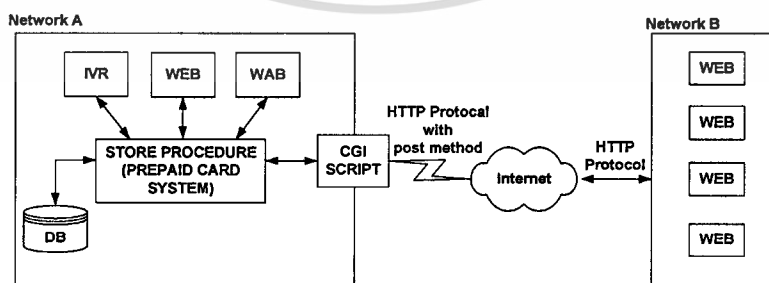 Network A
Network B
IVR
WEB
WAB
STORE PROCEDURE
(PREPAID CARD
SYSTEM)
DB
CGI
SCRIPT
HTTP Protocal
with
post method
Internet
HTTP
Protocol
WEB
WEB
WEB
WEB